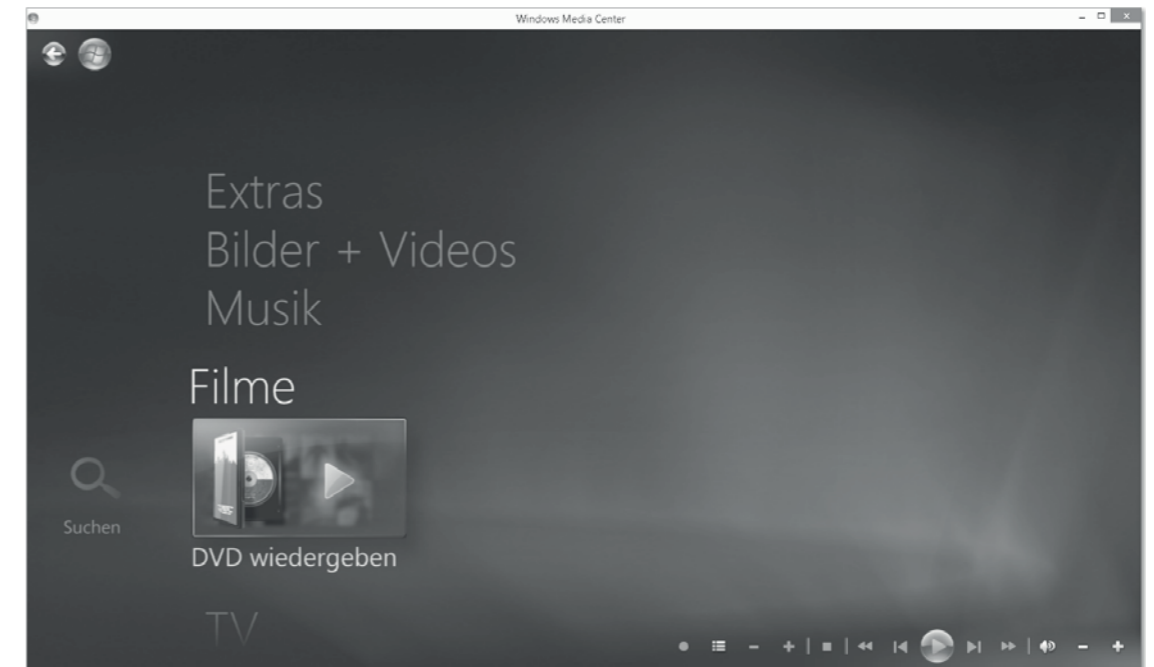 Windows Media Center
Extras
Bilder + Videos
Musik
Filme
Suchen
DVD wiedergeben
TV